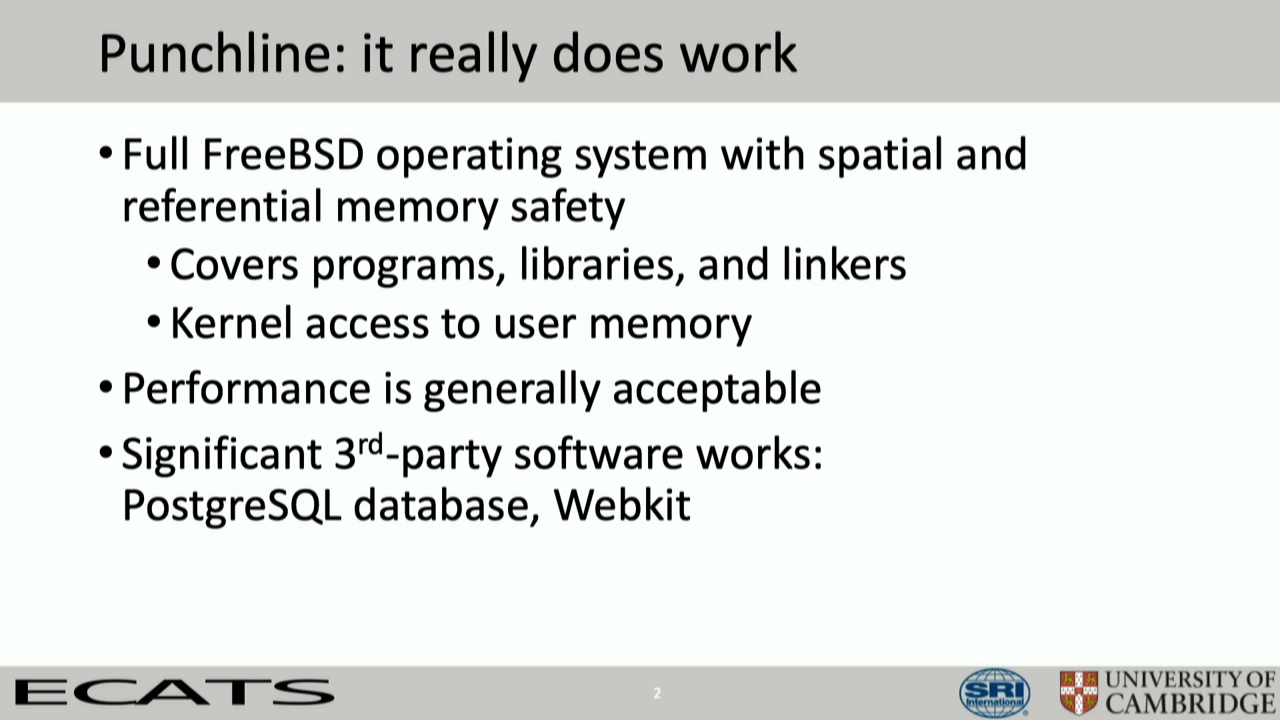 Punchline: it really does work
• Full FreeBSD operating system with spatial and
referential memory safety
• Covers programs, libraries, and linkers
• Kernel access to user memory
• Performance is generally acceptable
• Significant 3rd-party software works:
PostgreSQL database, Webkit
ECATS
2
SRI
International
UNIVERSITY OF
CAMBRIDGE